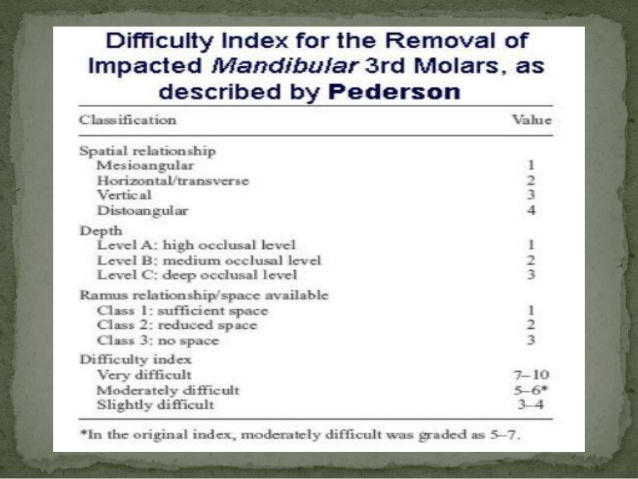 Difficulty Index for the Removal of
Impacted Mandibular 3rd Molars, as
described by Pederson
Classification Value
Spatial relationship
Mesioangular 1
Horizontal/transverse 2
Vertical 3
Distoangular 4
Depth
Level A: high occlusal level 1
Level B: medium occlusal level 2
Level C: deep occlusal level 3
Ramus relationship/space available
Class 1: sufficient space 1
Class 2: reduced space 2
Class 3: no space 3
Difficulty index
Very difficult 7–10
Moderately difficult 5–6*
Slightly difficult 3–4
*In the original index, moderately difficult was graded as 5–7.